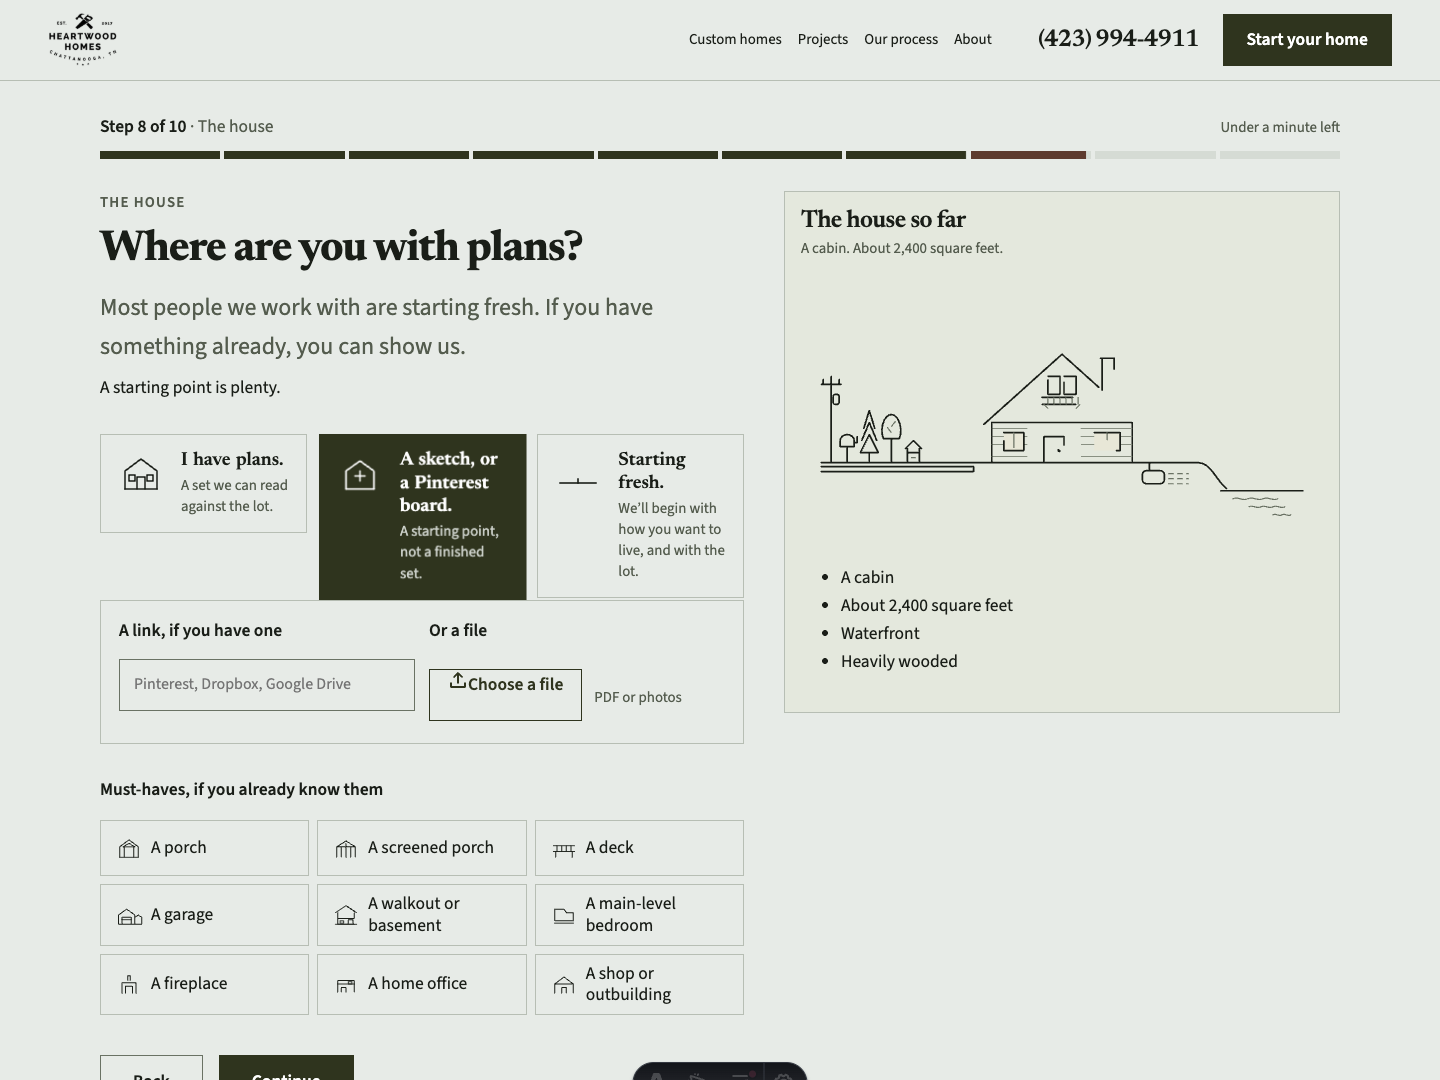 EST. 2017
HEARTWOOD
HOMES
CHATTANOOGA, TN
Custom homes Projects Our process About (423) 994-4911 Start your home
Step 8 of 10 · The house
Under a minute left
THE HOUSE
Where are you with plans?
Most people we work with are starting fresh. If you have
something already, you can show us.
A starting point is plenty.
I have plans.
A set we can read
against the lot.
A sketch, or
a Pinterest
board.
A starting point,
not a finished
set.
Starting
fresh.
We’ll begin with
how you want to
live, and with the
lot.
A link, if you have one
Pinterest, Dropbox, Google Drive
Or a file
Choose a file
PDF or photos
Must-haves, if you already know them
A porch
A screened porch
A deck
A garage
A walkout or
basement
A main-level
bedroom
A fireplace
A home office
A shop or
outbuilding
Back
Continue
The house so far
A cabin. About 2,400 square feet.
A cabin
About 2,400 square feet
Waterfront
Heavily wooded